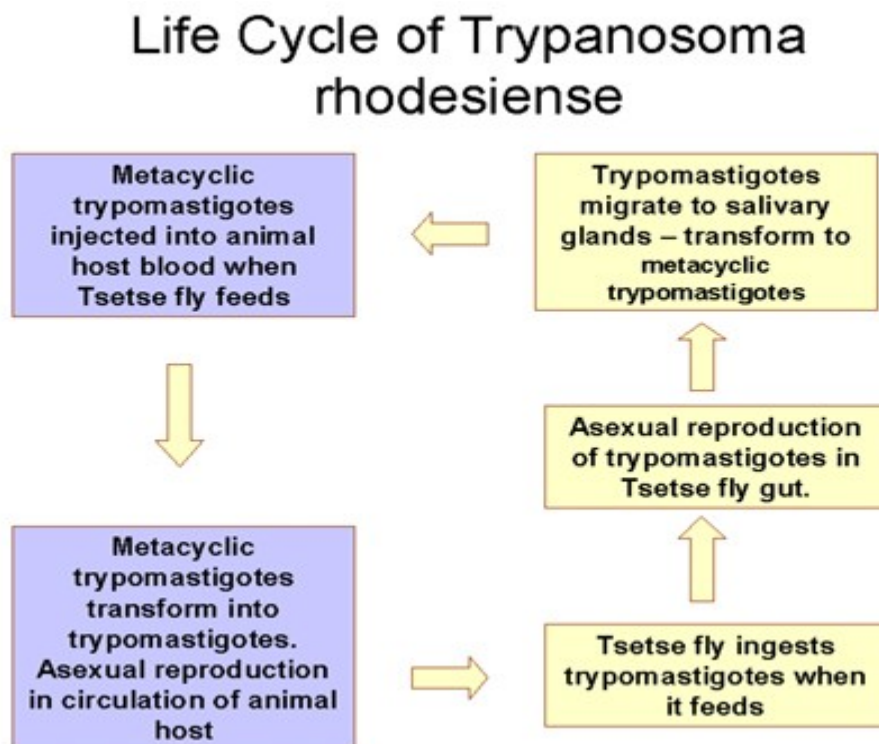 Life Cycle of Trypanosoma
rhodesiense
Metacyclic
trypomastigotes
injected into animal
host blood when
Tsetse fly feeds
Metacyclic
trypomastigotes
transform into
trypomastigotes.
Asexual reproduction
in circulation of animal
host
Tsetse fly ingests
trypomastigotes when
it feeds
Asexual reproduction
of trypomastigotes in
Tsetse fly gut.
Trypomastigotes
migrate to salivary
glands – transform to
metacyclic
trypomastigotes